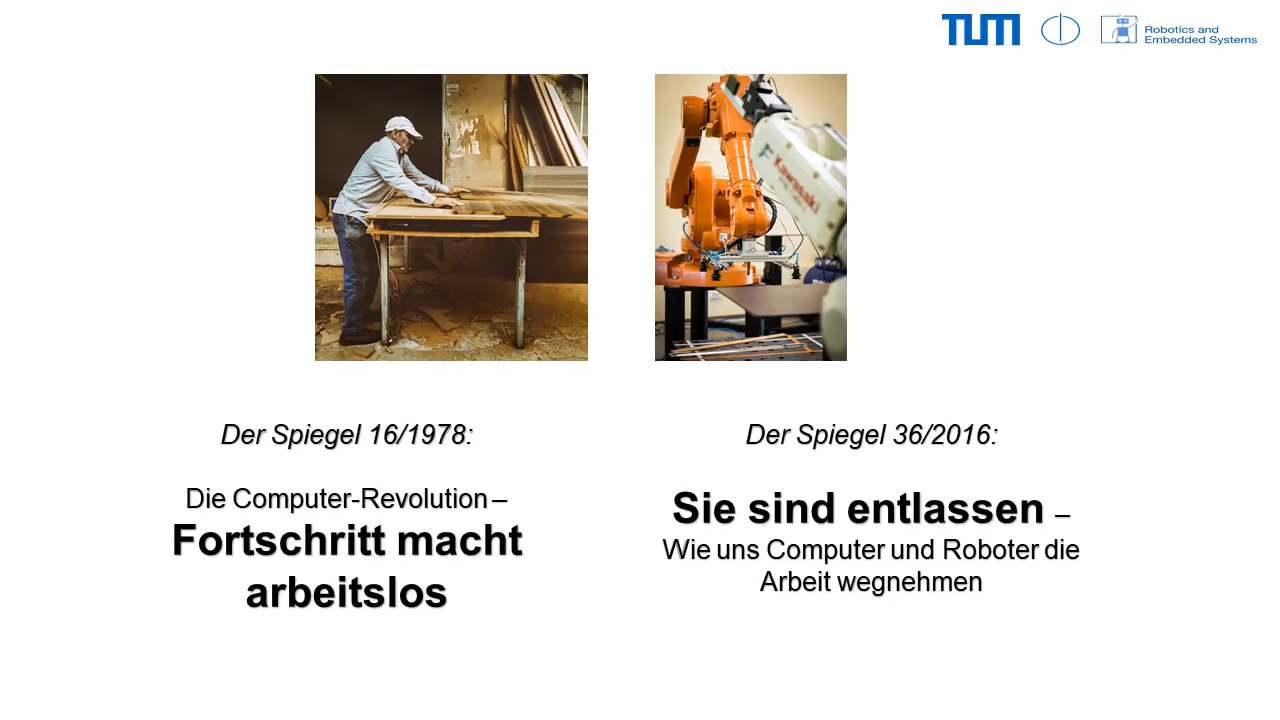 TUM
Robotics and
Embedded Systems
Kawasaki
Der Spiegel 16/1978:
Die Computer-Revolution –
Fortschritt macht
arbeitslos
Der Spiegel 36/2016:
Sie sind entlassen –
Wie uns Computer und Roboter die
Arbeit wegnehmen